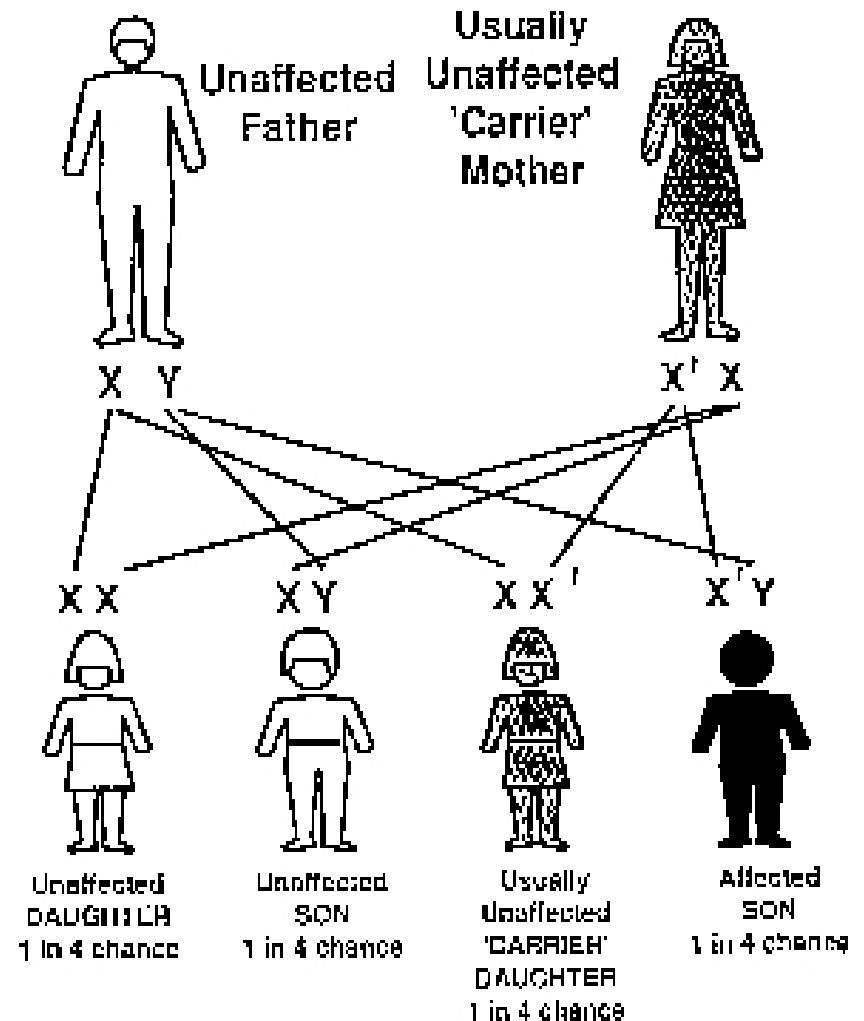 Unaffected
Father
Usually
Unaffected
'Carrier'
Mother
X Y
X' X
X X
X Y
X X'
X' Y
Unaffected
DAUGHTER
1 in 4 chance
Unaffected
SON
1 in 4 chance
Usually
Unaffected
'CARRIER'
DAUGHTER
1 in 4 chance
Affected
SON
1 in 4 chance